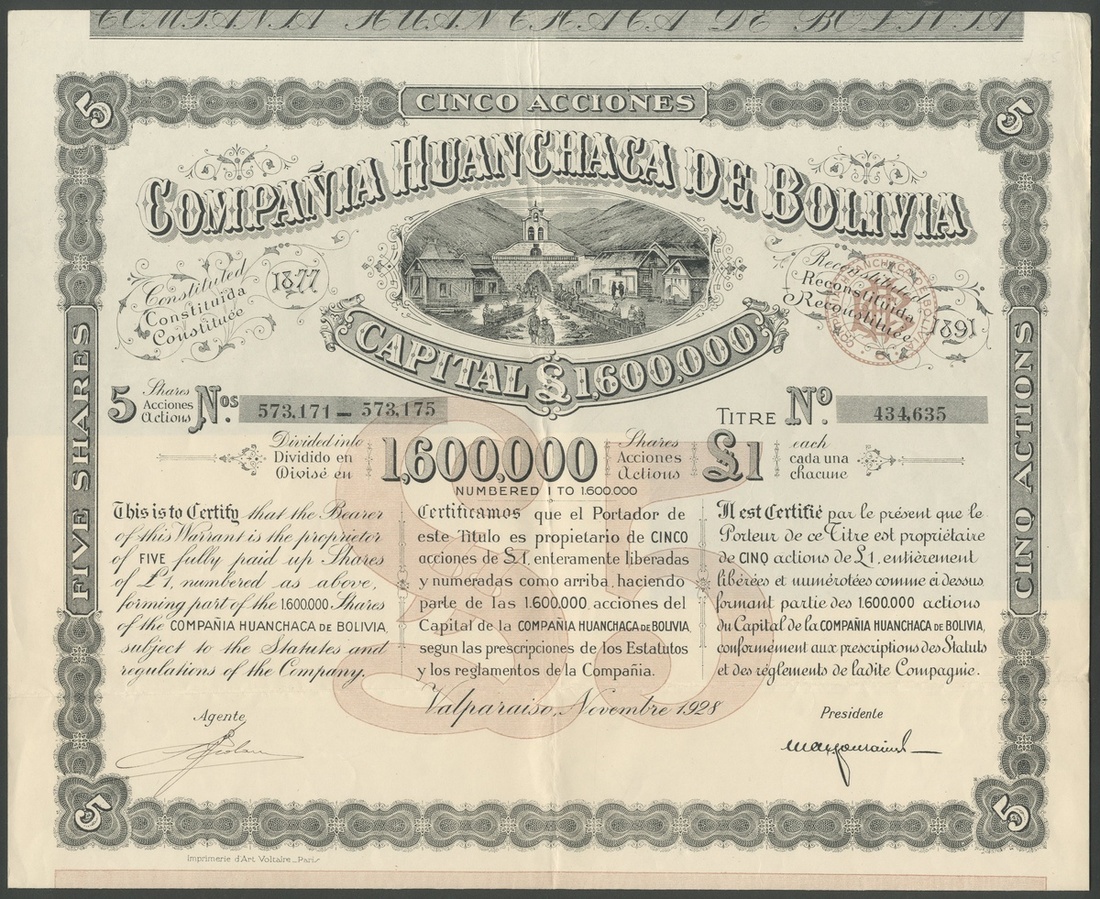 COMPAÑIA HUANCHACA DE BOLIVIA
5 CINCO ACCIONES 5
COMPAÑIA HUANCHACA DE BOLIVIA
Constituted
Constituida
Constituée
1877
Reconstituted
Reconstituida
Reconstituée
1891
CAPITAL £1,600,000
FIVE SHARES
CINQ ACTIONS
5 Shares Acciones Actions Nos 573,171 — 573,175
TITRE No 434,635
Divided into
Dividido en
Divisé en
1,600,000
Shares
Acciones
Actions
£1
each
cada una
chacune
NUMBERED 1 TO 1.600.000
£5
This is to Certify that the Bearer
of this Warrant is the proprietor
of FIVE fully paid up Shares
of £1, numbered as above,
forming part of the 1.600.000 Shares
of the COMPAÑIA HUANCHACA DE BOLIVIA,
subject to the Statutes and
regulations of the Company.
Certificamos que el Portador de
este Titulo es propietario de CINCO
acciones de £1, enteramente liberadas
y numeradas como arriba, haciendo
parte de las 1.600.000 acciones del
Capital de la COMPAÑIA HUANCHACA DE BOLIVIA,
segun las prescripciones de los Estatutos
y los reglamentos de la Compañia.
Il est Certifié par le présent que le
Porteur de ce Titre est propriétaire
de CINQ actions de £1, entièrement
libérées et numérotées comme ci dessus
formant partie des 1.600.000 actions
du Capital de la COMPAÑIA HUANCHACA DE BOLIVIA,
conformément aux prescriptions des Statuts
et des réglements de ladite Compagnie.
Valparaiso, Novembre 1928
Agente
Presidente
5 5
Imprimerie d'Art Voltaire _ Paris